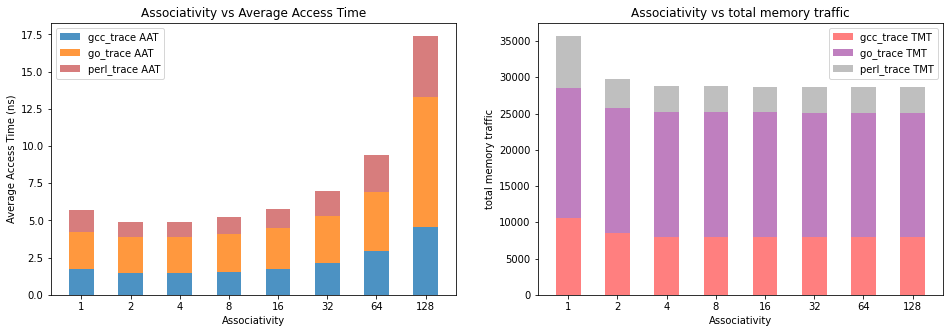 Associativity vs Average Access Time
gcc_trace AAT
go_trace AAT
perl_trace AAT
Average Access Time (ns)
17.5
15.0
12.5
10.0
7.5
5.0
2.5
0.0
1 2 4 8 16 32 64 128
Associativity
Associativity vs total memory traffic
gcc_trace TMT
go_trace TMT
perl_trace TMT
total memory traffic
35000
30000
25000
20000
15000
10000
5000
0
1 2 4 8 16 32 64 128
Associativity